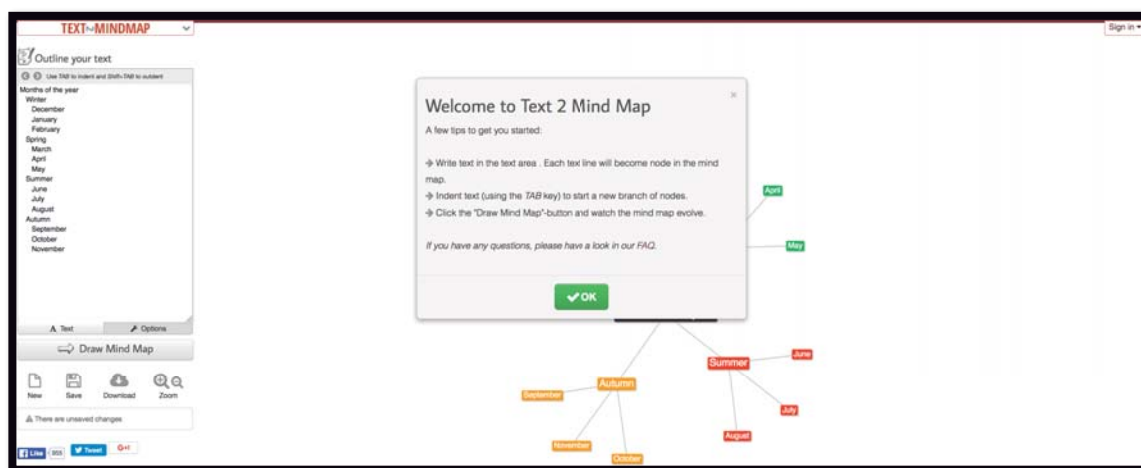 TEXT 2 MINDMAP
Sign in
Outline your text
Use TAB to indent and Shift+TAB to outdent
Months of the year
Winter
December
January
February
Spring
March
April
May
Summer
June
July
August
Autumn
September
October
November
A Text
Options
Draw Mind Map
New
Save
Download
Zoom
There are unsaved changes
Like
355
Tweet
G+1
Welcome to Text 2 Mind Map
×
A few tips to get you started:
Write text in the text area . Each text line will become node in the mind
map.
Indent text (using the TAB key) to start a new branch of nodes.
Click the "Draw Mind Map"-button and watch the mind map evolve.
If you have any questions, please have a look in our FAQ.
OK
April
May
Summer
June
July
August
Autumn
September
November
October